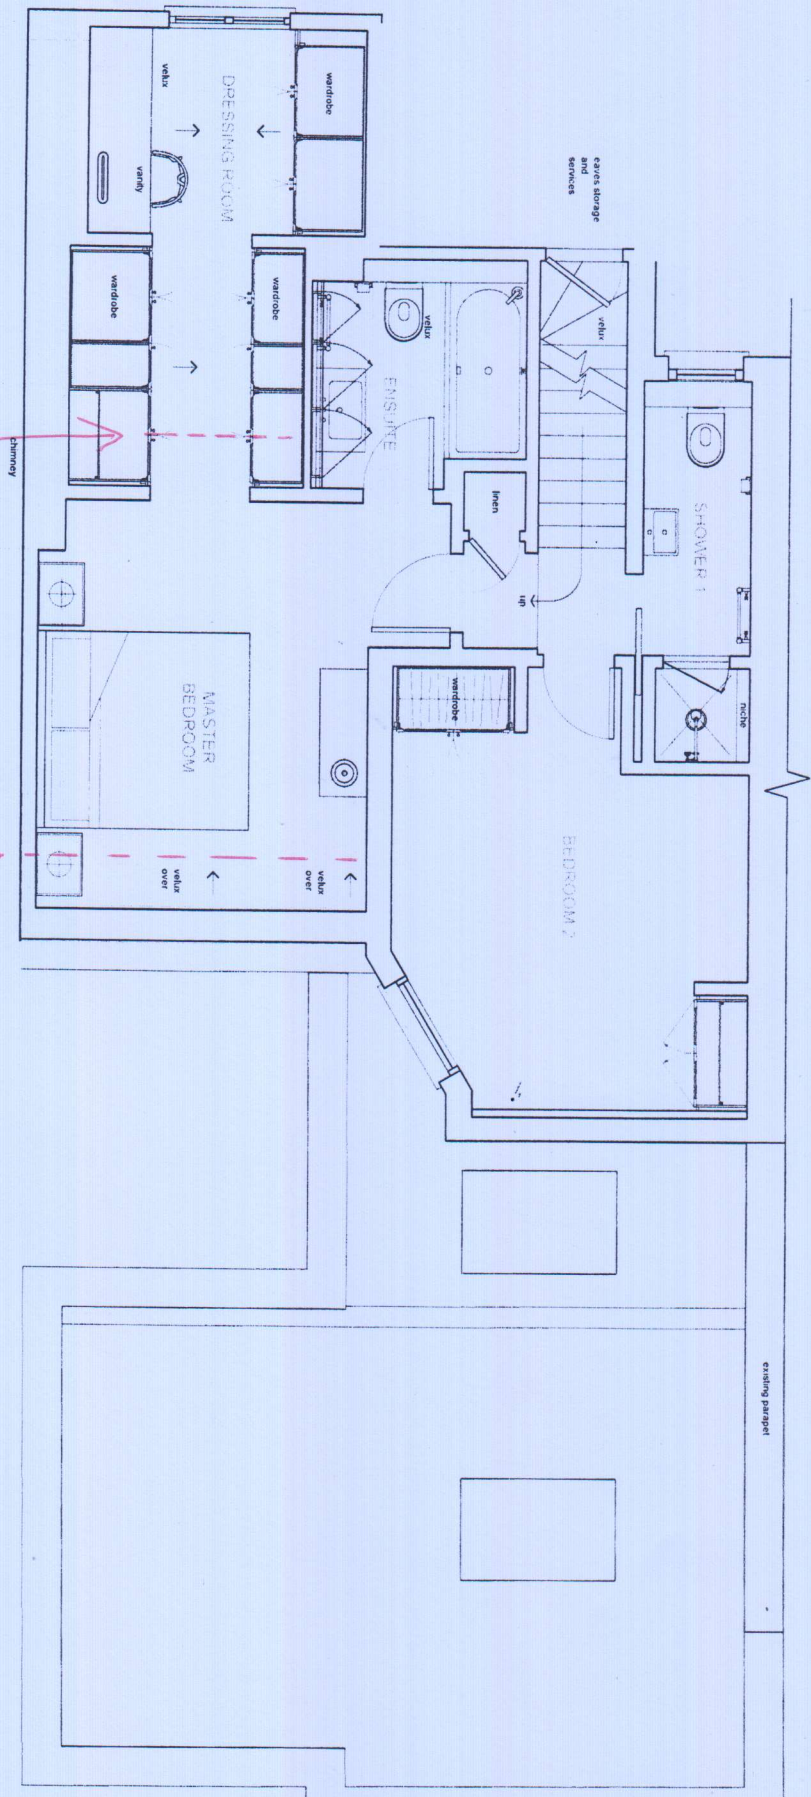 eaves storage
and
services
existing parapet
velux
SHOWER 1
niche
wardrobe
DRESSING ROOM
velux
vanity
wardrobe
wardrobe
velux
ENSUITE
linen
up
wardrobe
BEDROOM 2
MASTER
BEDROOM
velux
over
velux
over
chimney